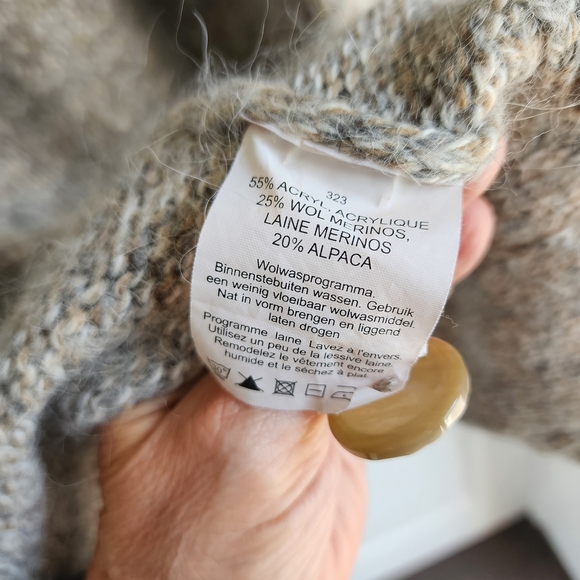 323
55% ACRYL, ACRYLIQUE
25% WOL MERINOS,
LAINE MERINOS
20% ALPACA
Wolwasprogramma.
Binnenstebuiten wassen. Gebruik
een weinig vloeibaar wolwasmiddel.
Nat in vorm brengen en liggend
laten drogen
Programme laine Lavez à l'envers.
Utilisez un peu de la lessive laine.
Remodelez le vêtement encore
humide et le séchez à plat.